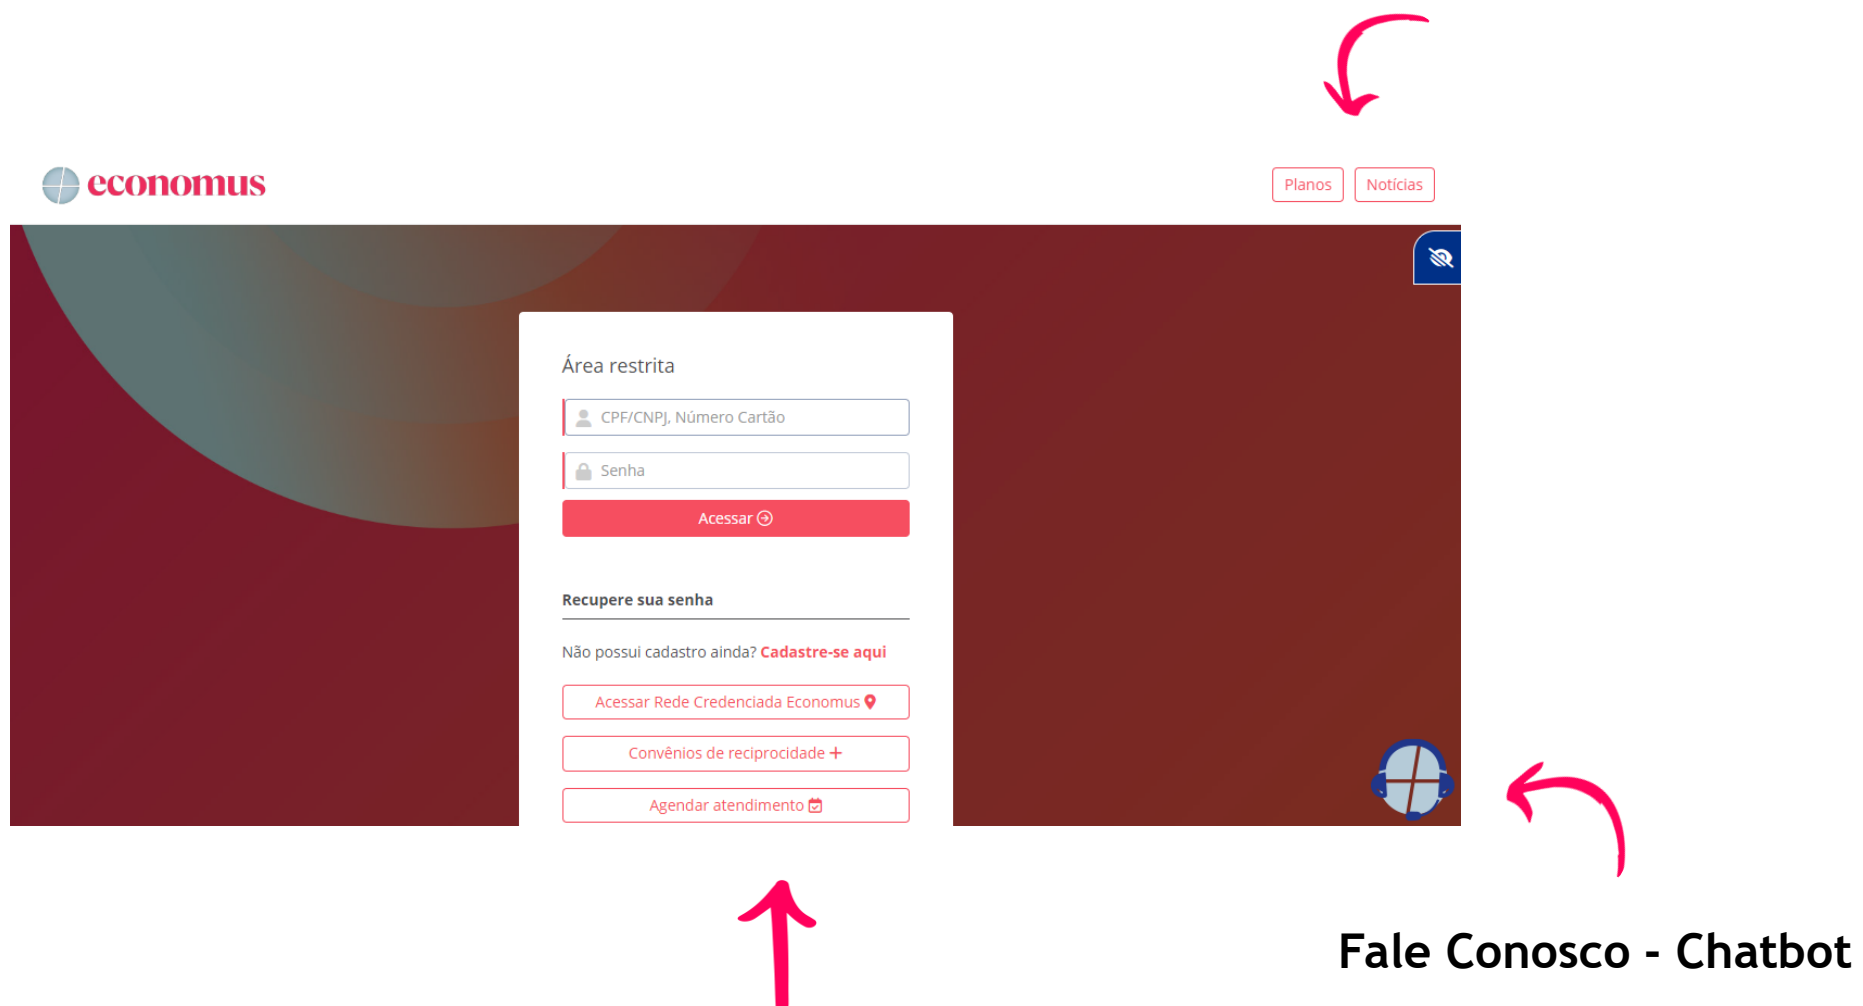 economus
Planos
Notícias
Área restrita
CPF/CNPJ, Número Cartão
Senha
Acessar
Recupere sua senha
Não possui cadastro ainda? Cadastre-se aqui
Acessar Rede Credenciada Economus
Convênios de reciprocidade
Agendar atendimento
Fale Conosco - Chatbot